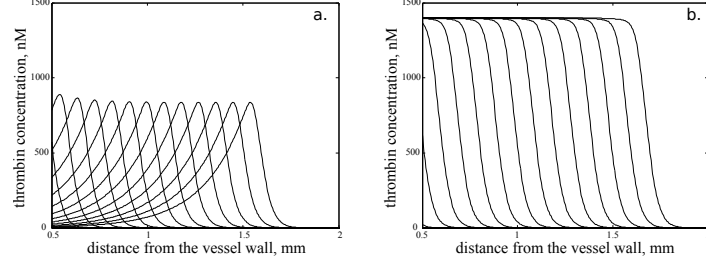 a.
1500
1000
500
0
0.5
1
1.5
2
thrombin concentration, nM
distance from the vessel wall, mm
b.
1500
1000
500
0
0.5
1
1.5
thrombin concentration, nM
distance from the vessel wall, mm